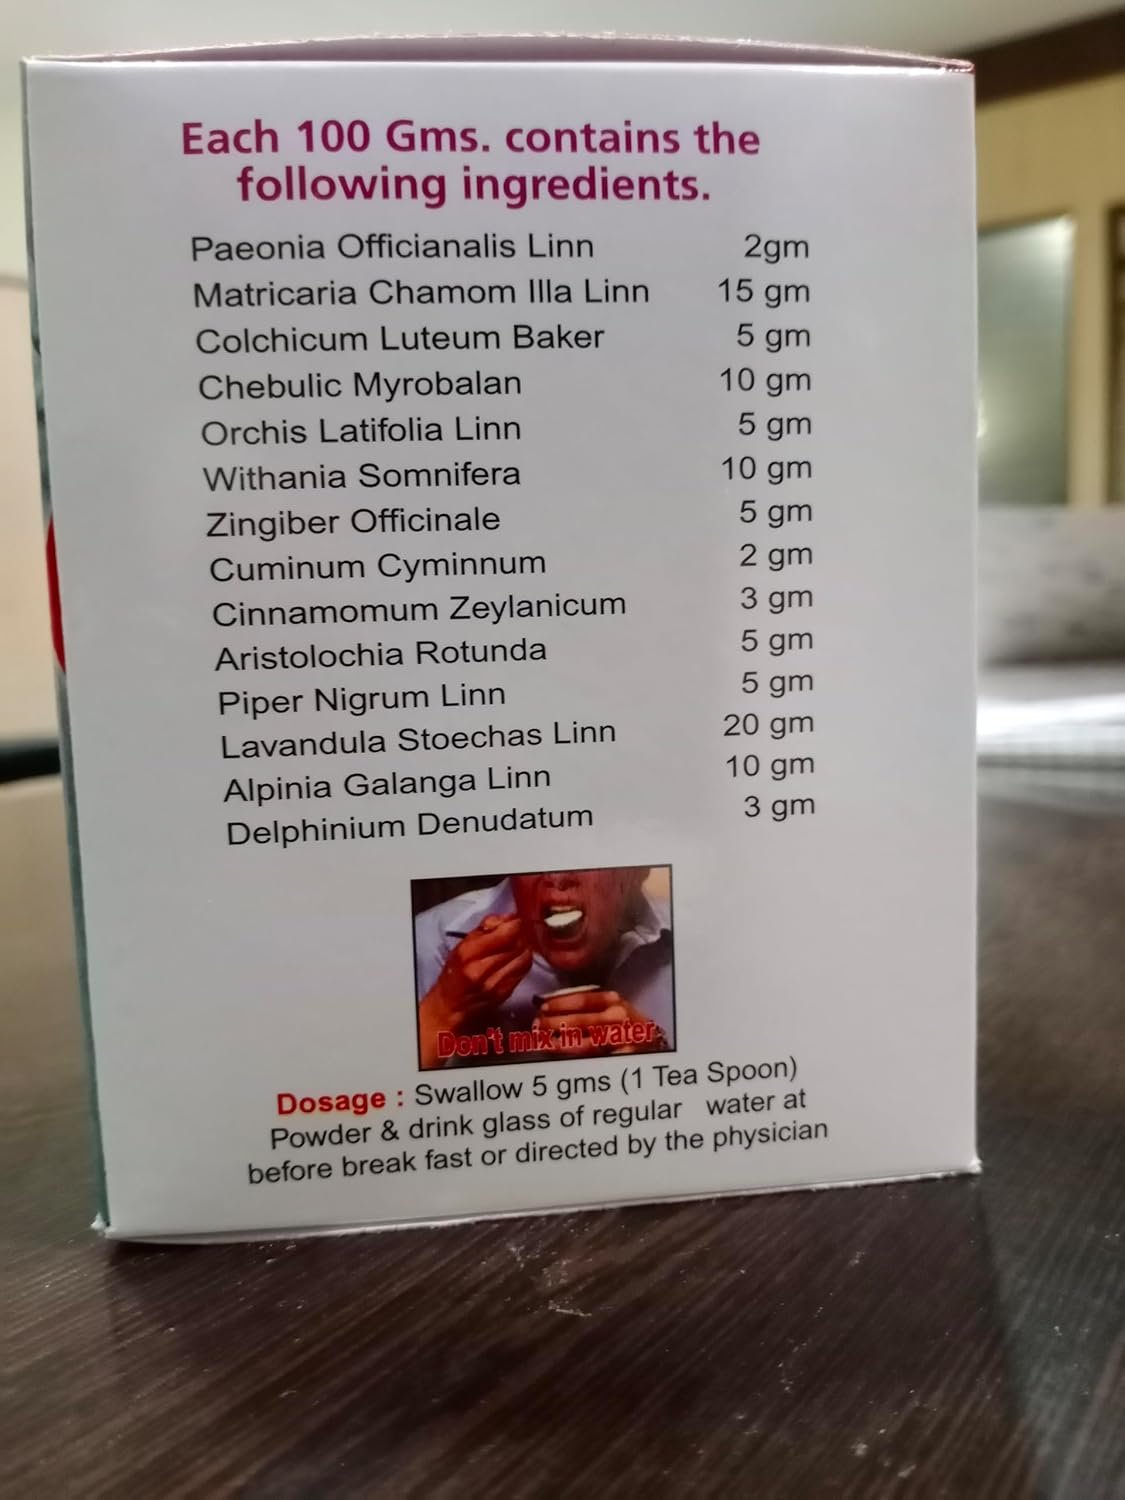 Each 100 Gms. contains the
following ingredients.
Paeonia Officianalis Linn 2gm
Matricaria Chamom Illa Linn 15 gm
Colchicum Luteum Baker 5 gm
Chebulic Myrobalan 10 gm
Orchis Latifolia Linn 5 gm
Withania Somnifera 10 gm
Zingiber Officinale 5 gm
Cuminum Cyminnum 2 gm
Cinnamomum Zeylanicum 3 gm
Aristolochia Rotunda 5 gm
Piper Nigrum Linn 5 gm
Lavandula Stoechas Linn 20 gm
Alpinia Galanga Linn 10 gm
Delphinium Denudatum 3 gm
Don't mix in water
Dosage : Swallow 5 gms (1 Tea Spoon)
Powder & drink glass of regular water at
before break fast or directed by the physician